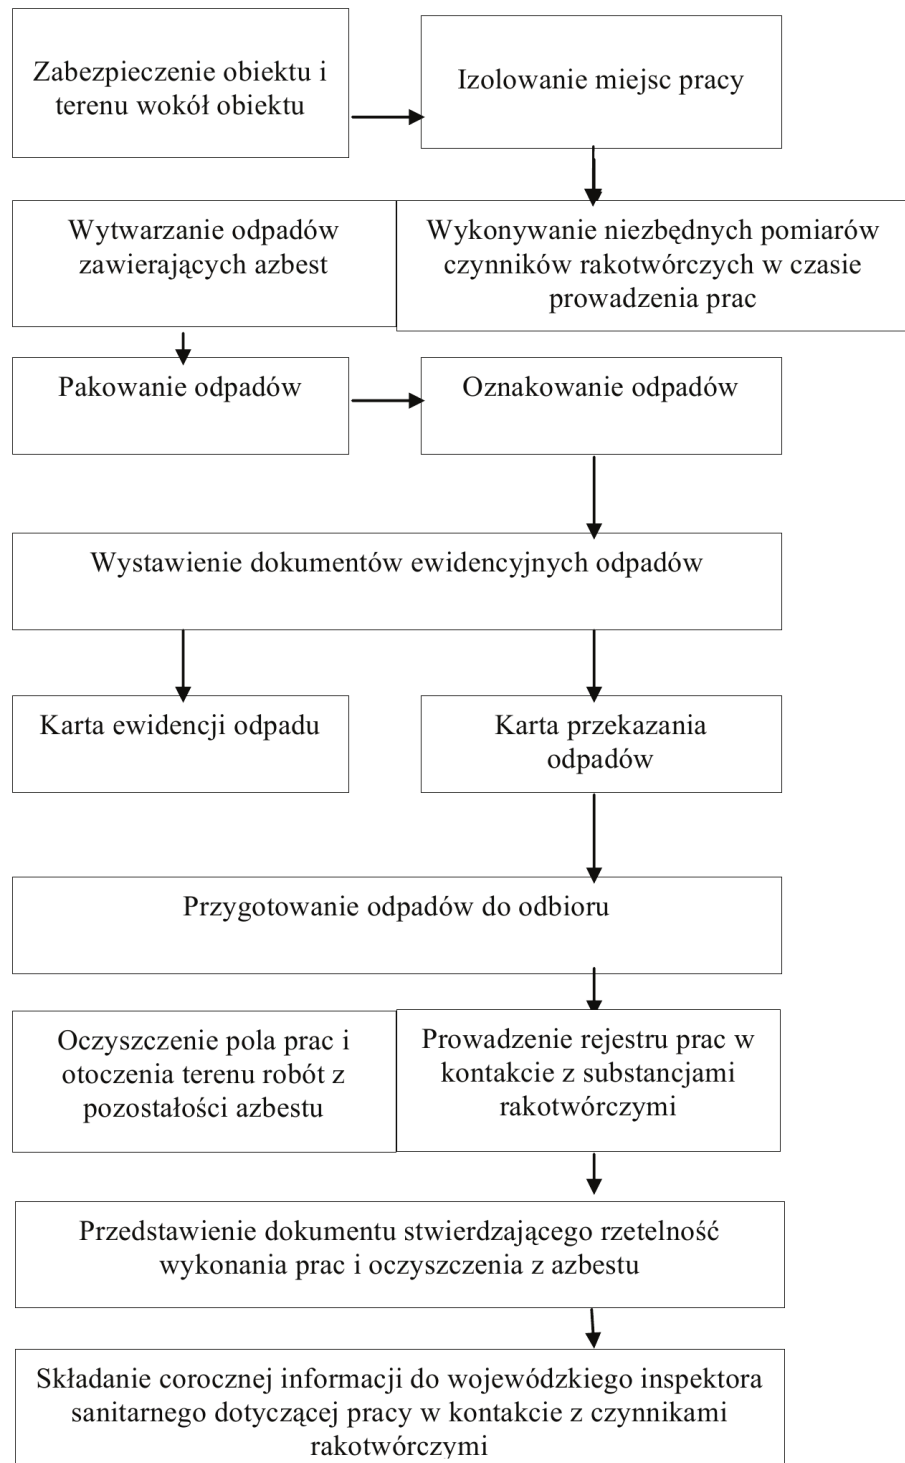 Zabezpieczenie obiektu i
terenu wokół obiektu
Izolowanie miejsc pracy
Wytwarzanie odpadów
zawierających azbest
Wykonywanie niezbędnych pomiarów
czynników rakotwórczych w czasie
prowadzenia prac
Pakowanie odpadów
Oznakowanie odpadów
Wystawienie dokumentów ewidencyjnych odpadów
Karta ewidencji odpadu
Karta przekazania
odpadów
Przygotowanie odpadów do odbioru
Oczyszczenie pola prac i
otoczenia terenu robót z
pozostałości azbestu
Prowadzenie rejestru prac w
kontakcie z substancjami
rakotwórczymi
Przedstawienie dokumentu stwierdzającego rzetelność
wykonania prac i oczyszczenia z azbestu
Składanie corocznej informacji do wojewódzkiego inspektora
sanitarnego dotyczącej pracy w kontakcie z czynnikami
rakotwórczymi